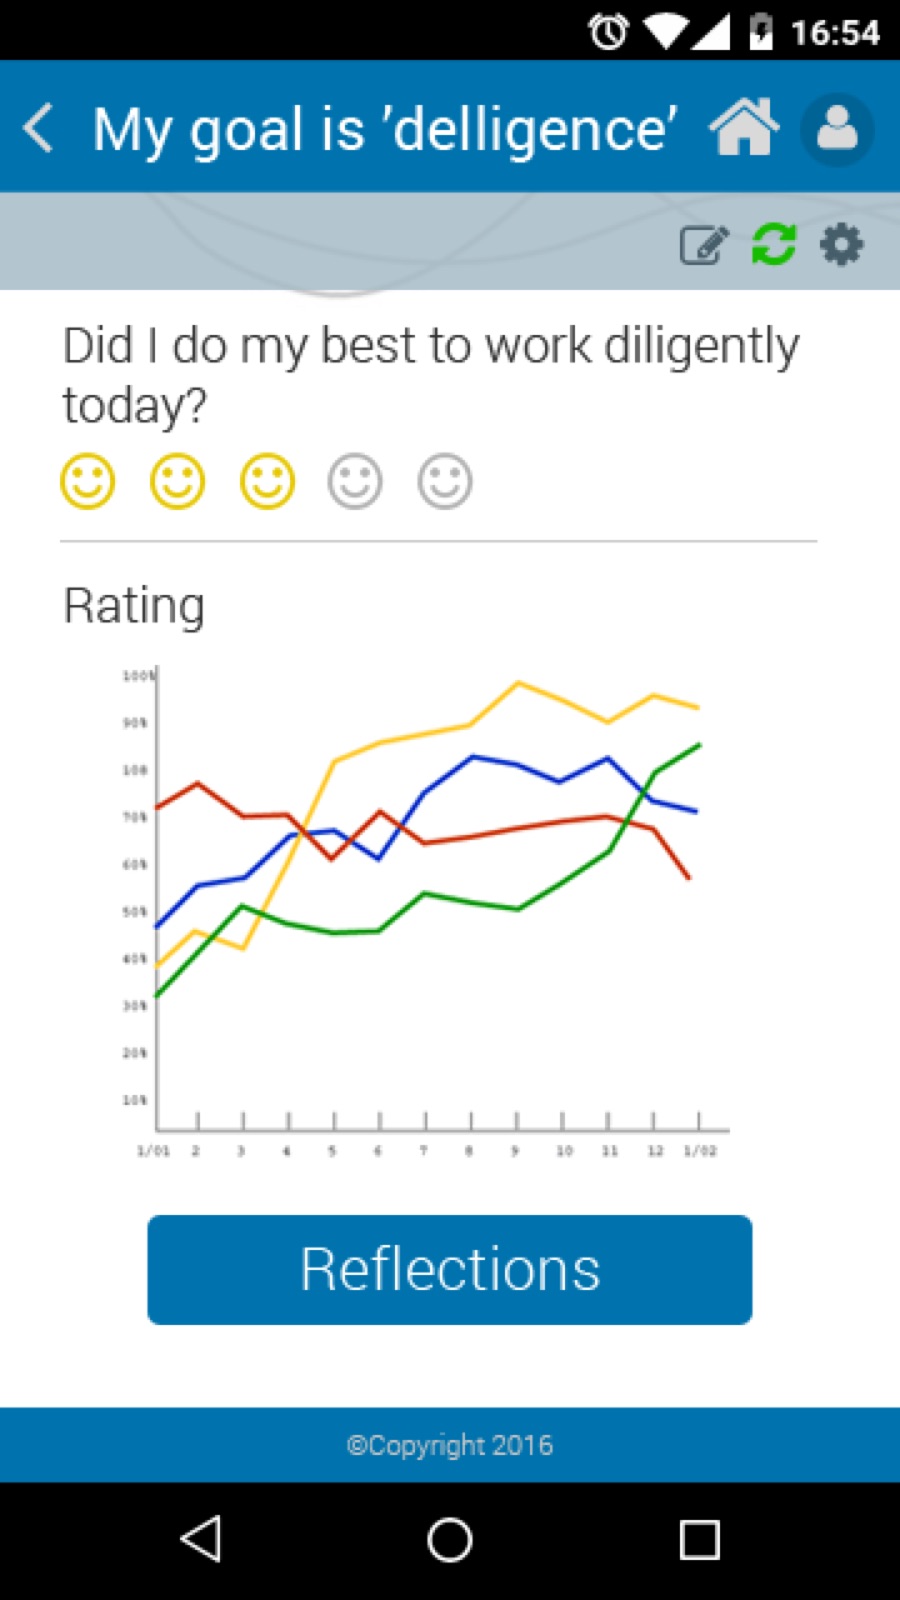 16:54
My goal is 'delligence'
Did I do my best to work diligently
today?
Rating
100%
90%
108
70%
60%
50%
40%
30%
20%
10%
1/01 2 3 4 5 6 7 8 9 10 11 12 1/02
Reflections
©Copyright 2016